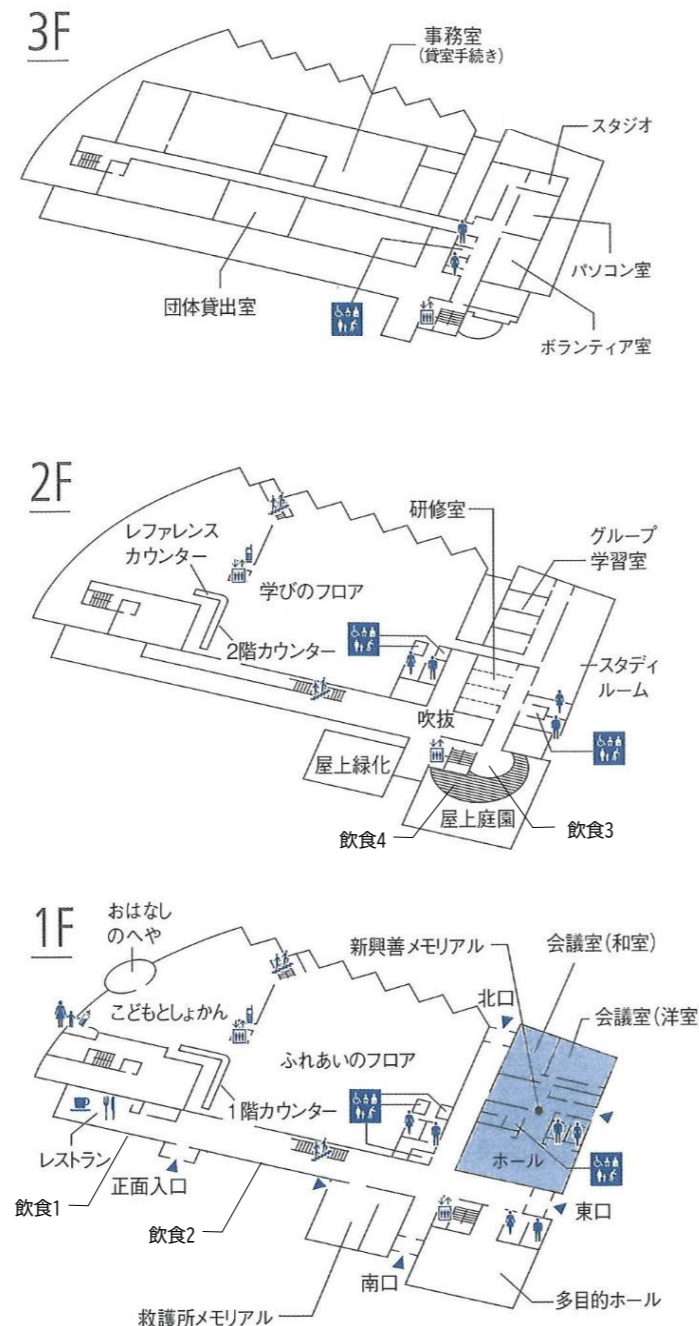 3F
事務室
(貸室手続き)
スタジオ
パソコン室
団体貸出室
ボランティア室
2F
レファレンス
カウンター
研修室
グループ
学習室
学びのフロア
2階カウンター
スタディ
ルーム
吹抜
屋上緑化
屋上庭園
飲食4
飲食3
1F
おはなし
のへや
新興善メモリアル
会議室(和室)
北口
会議室(洋室
こどもとしょかん
ふれあいのフロア
1階カウンター
レストラン
ホール
正面入口
飲食1
飲食2
東口
南口
多目的ホール
救護所メモリアル